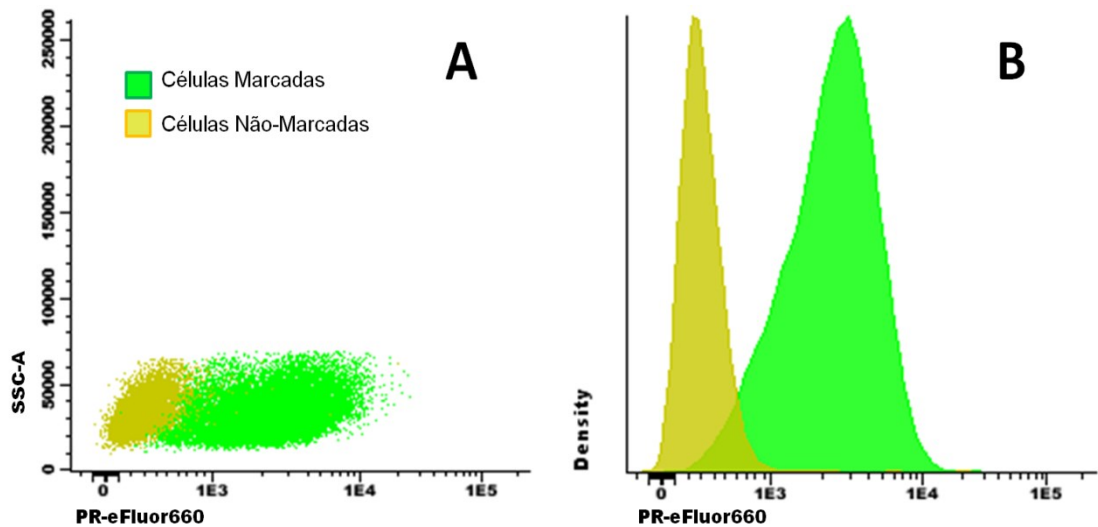 A
Células Marcadas
Células Não-Marcadas
250000
200000
150000
100000
50000
0
SSC-A
0 1E3 1E4 1E5
PR-eFluor660
B
Density
0 1E3 1E4 1E5
PR-eFluor660